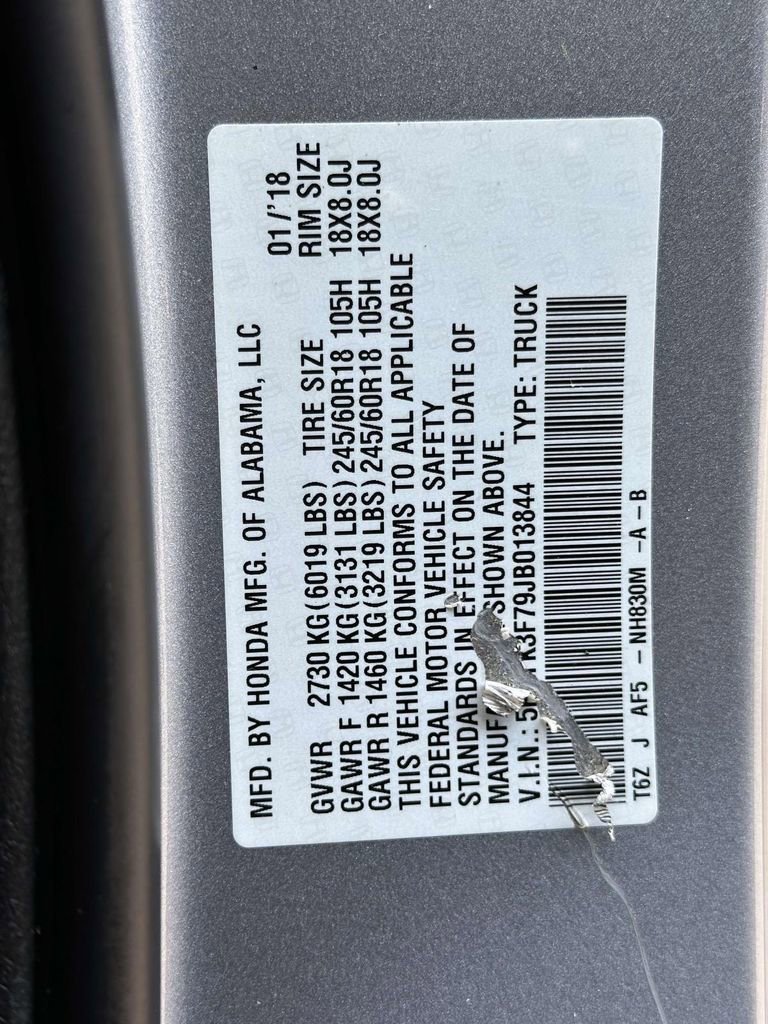 MFD. BY HONDA MFG. OF ALABAMA, LLC
01/'18
GVWR 2730 KG(6019 LBS) TIRE SIZE RIM SIZE
GAWR F 1420 KG(3131 LBS)245/60R18 105H 18X8.0J
GAWR R 1460 KG(3219 LBS)245/60R18 105H 18X8.0J
THIS VEHICLE CONFORMS TO ALL APPLICABLE
FEDERAL MOTOR VEHICLE SAFETY
STANDARDS IN EFFECT ON THE DATE OF
SHOWN ABOVE.
V.I.N.: 3F79JB013844 TYPE: TRUCK
T6Z J AF5 - NH830M -A -B